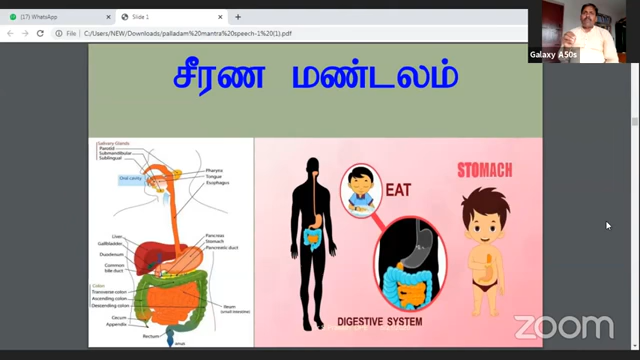 (17) WhatsApp
Slide 1
C:/Users/NEW/Downloads/palladam%20mantra%20speech-1%20(1).pdf
Galaxy A50s
சீரண மண்டலம்
Salivary Glands
Parotid
Submandibular
Sublingual
Oral cavity
Pharynx
Tongue
Esophagus
Liver
Gallbladder
Duodenum
Common
bile duct
Pancreas
Stomach
Pancreatic duct
Colon
Transverse colon
Ascending colon
Descending colon
Cecum
Appendix
Rectum
Anus
Ileum
(small intestine)
EAT
DIGESTIVE SYSTEM
STOMACH
zoom